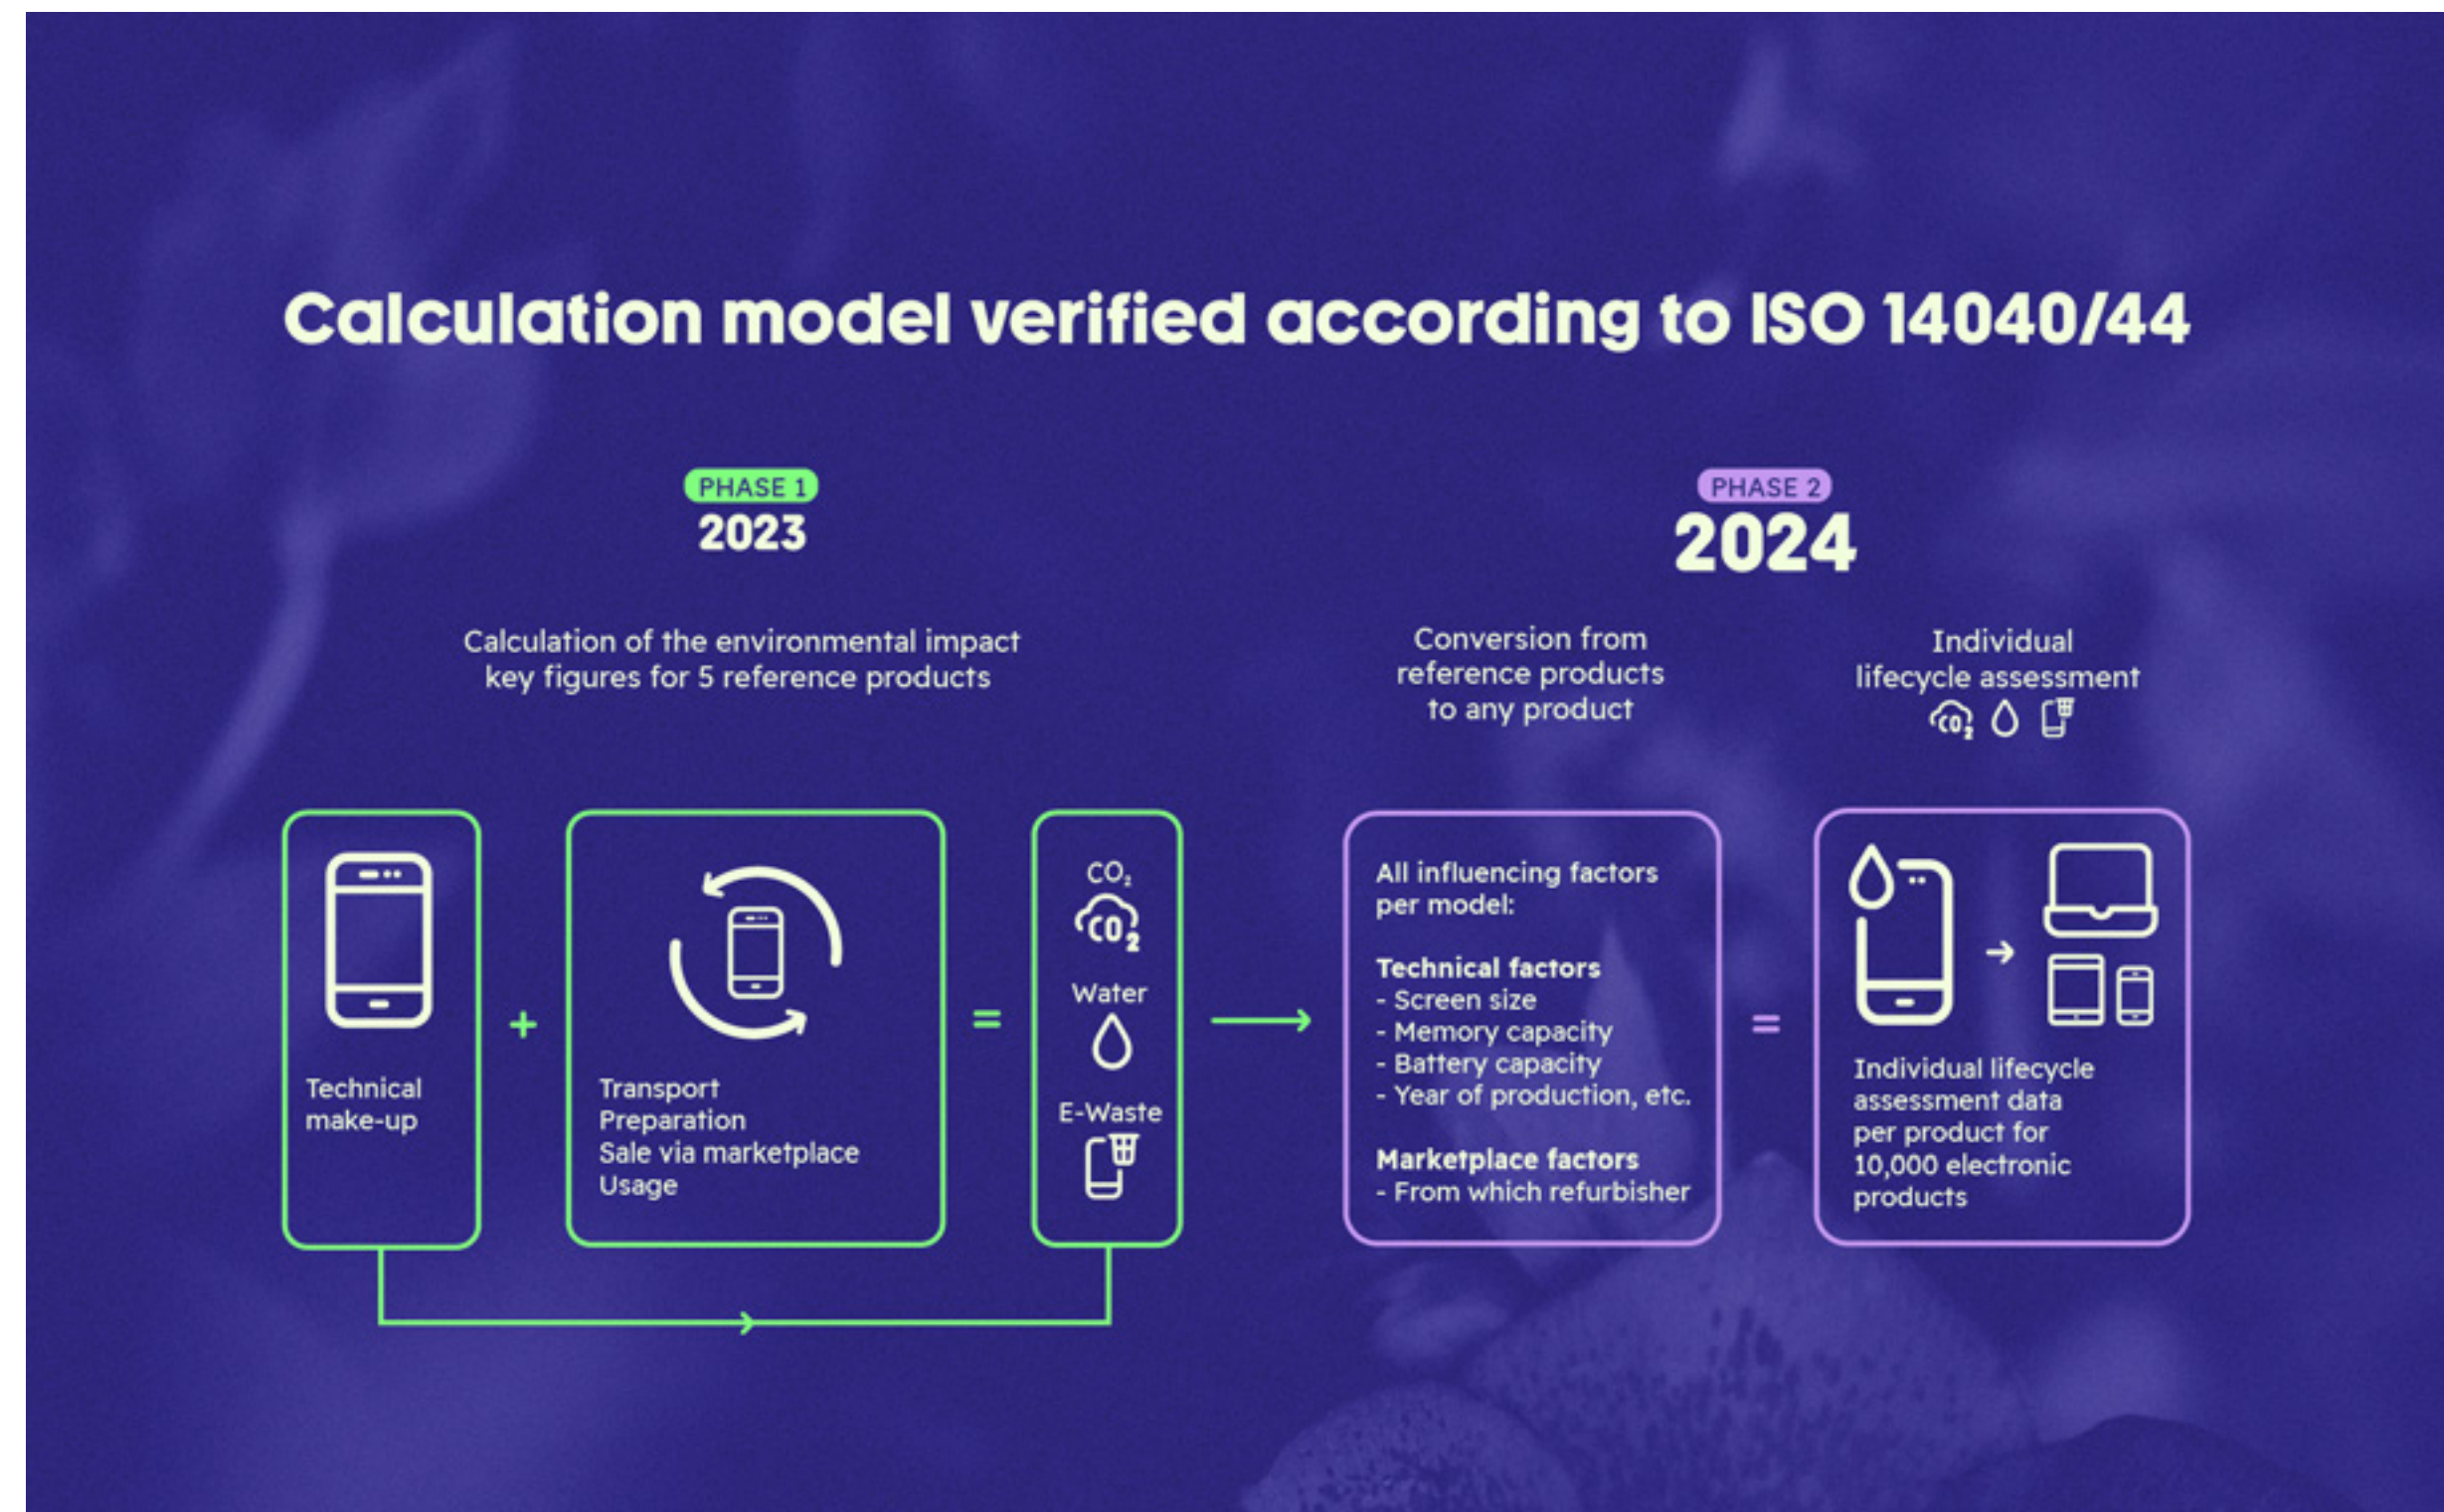 Calculation model verified according to ISO 14040/44
PHASE 1
2023
Calculation of the environmental impact
key figures for 5 reference products
Technical
make-up
+
Transport
Preparation
Sale via marketplace
Usage
=
CO₂
CO₂
Water
E-Waste
PHASE 2
2024
Conversion from
reference products
to any product
Individual
lifecycle assessment
CO₂
All influencing factors
per model:
Technical factors
- Screen size
- Memory capacity
- Battery capacity
- Year of production, etc.
Marketplace factors
- From which refurbisher
=
Individual lifecycle
assessment data
per product for
10,000 electronic
products